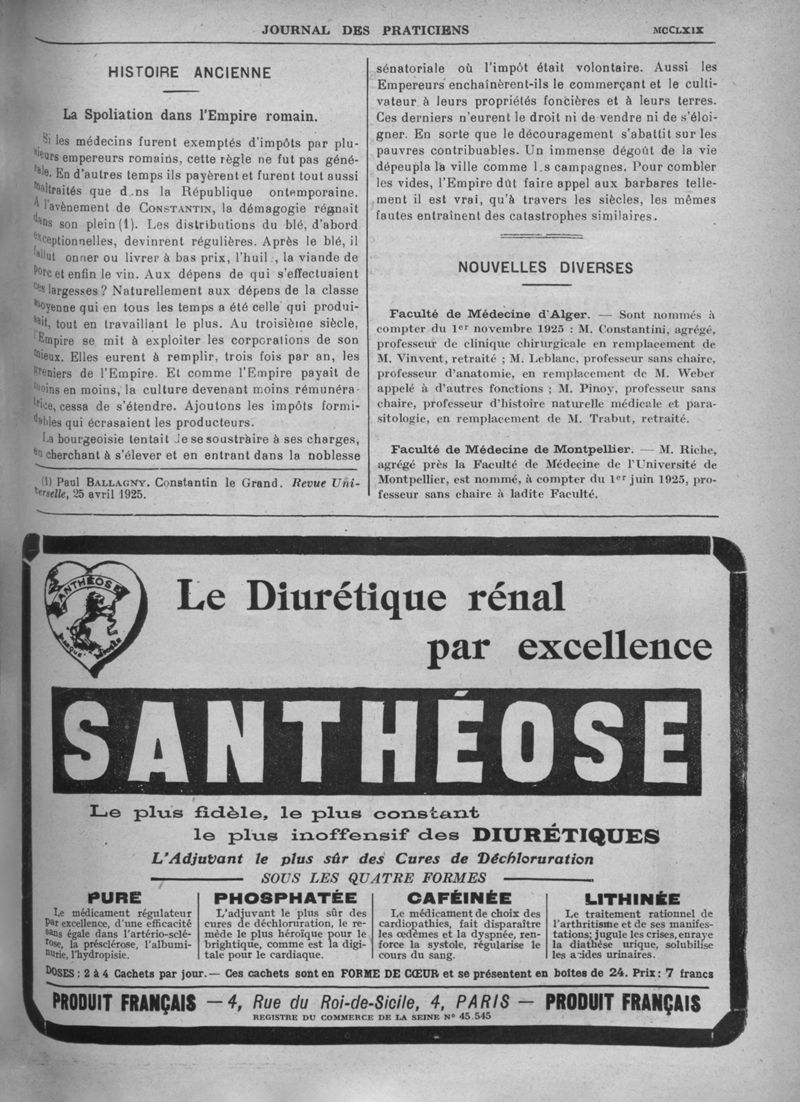 JOURNAL DES PRATICIENS
MCCLXIX
HISTOIRE ANCIENNE
La Spoliation dans l'Empire romain.
Si les médecins furent exemptés d'impôts par plu-
sieurs empereurs romains, cette règle ne fut pas géné-
rale. En d'autres temps ils payèrent et furent tout aussi
maltraités que d.ns la République ontemporaine.
A l'avènement de CONSTANTIN, la démagogie régnait
dans son plein (1). Les distributions du blé, d'abord
exceptionnelles, devinrent régulières. Après le blé, il
fallut onner ou livrer à bas prix, l'huil , la viande de
porc et enfin le vin. Aux dépens de qui s'effectuaient
ces largesses? Naturellement aux dépens de la classe
moyenne qui en tous les temps a été celle qui produi-
sait, tout en travaillant le plus. Au troisième siècle,
l'Empire se mit à exploiter les corporations de son
mieux. Elles eurent à remplir, trois fois par an, les
greniers de l'Empire. Et comme l'Empire payait de
moins en moins, la culture devenant moins rémunéra-
trice, cessa de s'étendre. Ajoutons les impôts formi-
dables qui écrasaient les producteurs.
La bourgeoisie tentait de se soustraire à ses charges,
en cherchant à s'élever et en entrant dans la noblesse
(1) Paul BALLAGNY. Constantin le Grand. Revue Uni-
verselle, 25 avril 1925.
sénatoriale où l'impôt était volontaire. Aussi les
Empereurs enchaînèrent-ils le commerçant et le culti-
vateur à leurs propriétés foncières et à leurs terres.
Ces derniers n'eurent le droit ni de vendre ni de s'éloi-
gner. En sorte que le découragement s'abattit sur les
pauvres contribuables. Un immense dégoût de la vie
dépeupla la ville comme l.s campagnes. Pour combler
les vides, l'Empire dût faire appel aux barbares telle-
ment il est vrai, qu'à travers les siècles, les mêmes
fautes entraînent des catastrophes similaires.
NOUVELLES DIVERSES
Faculté de Médecine d'Alger. — Sont nommés à
compter du 1er novembre 1925 : M. Constantini, agrégé,
professeur de clinique chirurgicale en remplacement de
M. Vinvent, retraité ; M. Leblanc, professeur sans chaire,
professeur d'anatomie, en remplacement de M. Weber
appelé à d'autres fonctions ; M. Pinoy, professeur sans
chaire, professeur d'histoire naturelle médicale et para-
sitologie, en remplacement de M. Trabut, retraité.
Faculté de Médecine de Montpellier. — M. Riche,
agrégé près la Faculté de Médecine de l'Université de
Montpellier, est nommé, à compter du 1er juin 1925, pro-
fesseur sans chaire à ladite Faculté.
SANTHÉOSE
MARQUE DÉPOSÉE
Le Diurétique rénal
par excellence
SANTHÉOSE
Le plus fidèle, le plus constant
le plus inoffensif des DIURÉTIQUES
L'Adjuvant le plus sûr des Cures de Déchloruration
SOUS LES QUATRE FORMES
PURE
Le médicament régulateur
par excellence, d'une efficacité
sans égale dans l'artério-sclé-
rose, la présclérose, l'albumi-
nurie, l'hydropisie.
PHOSPHATÉE
L'adjuvant le plus sûr des
cures de déchloruration, le re-
mède le plus héroïque pour le
brightique, comme est la digi-
tale pour le cardiaque.
CAFÉINÉE
Le médicament de choix des
cardiopathies, fait disparaître
les œdèmes et la dyspnée, ren-
force la systole, régularise le
cours du sang.
LITHINÉE
Le traitement rationnel de
l'arthritisme et de ses manifes-
tations; jugule les crises, enraye
la diathèse urique, solubilise
les acides urinaires.
DOSES : 2 à 4 Cachets par jour. — Ces cachets sont en FORME DE CŒUR et se présentent en boîtes de 24. Prix : 7 francs
PRODUIT FRANÇAIS — 4, Rue du Roi-de-Sicile, 4, PARIS — PRODUIT FRANÇAIS
REGISTRE DU COMMERCE DE LA SEINE N° 45.545